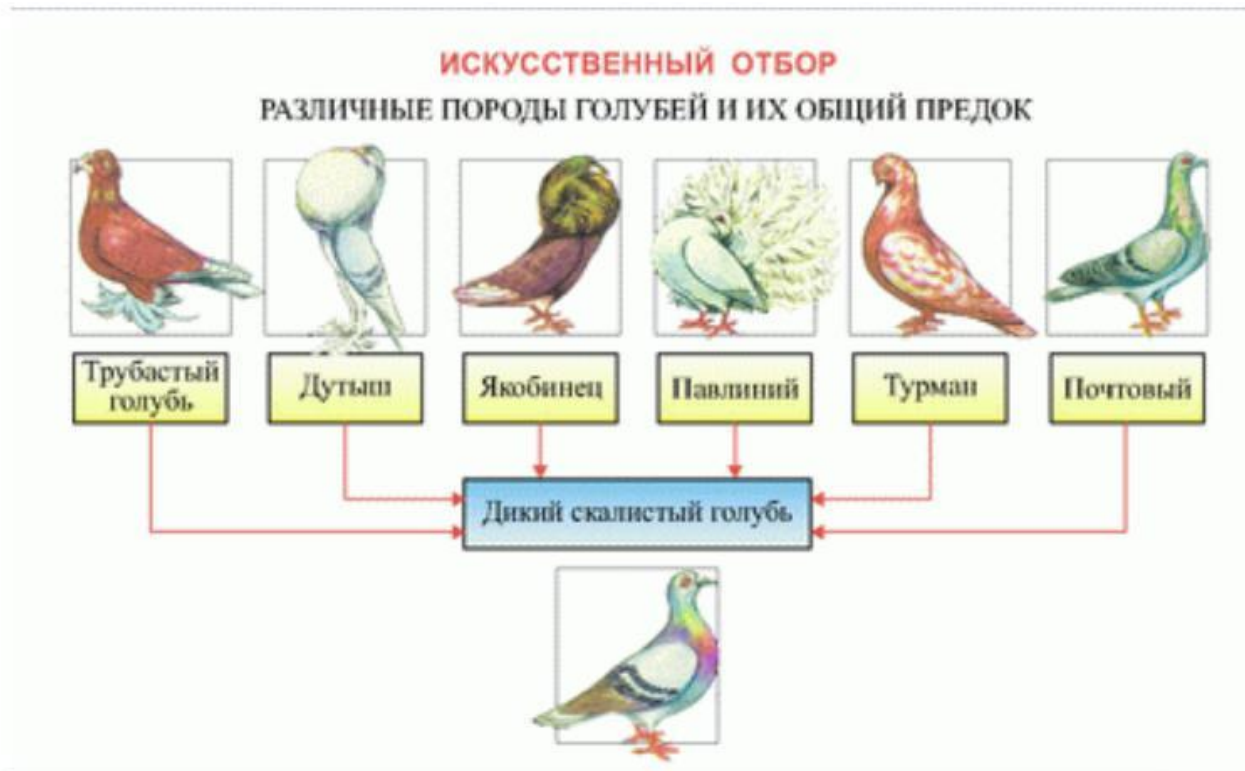 ИСКУССТВЕННЫЙ ОТБОР
РАЗЛИЧНЫЕ ПОРОДЫ ГОЛУБЕЙ И ИХ ОБЩИЙ ПРЕДОК
Трубастый
голубь
Дутыш
Якобинец
Павлиний
Турман
Почтовый
Дикий скалистый голубь